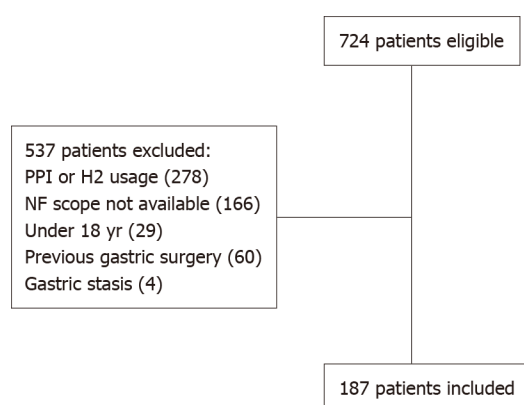 724 patients eligible
537 patients excluded:
PPI or H2 usage (278)
NF scope not available (166)
Under 18 yr (29)
Previous gastric surgery (60)
Gastric stasis (4)
187 patients included